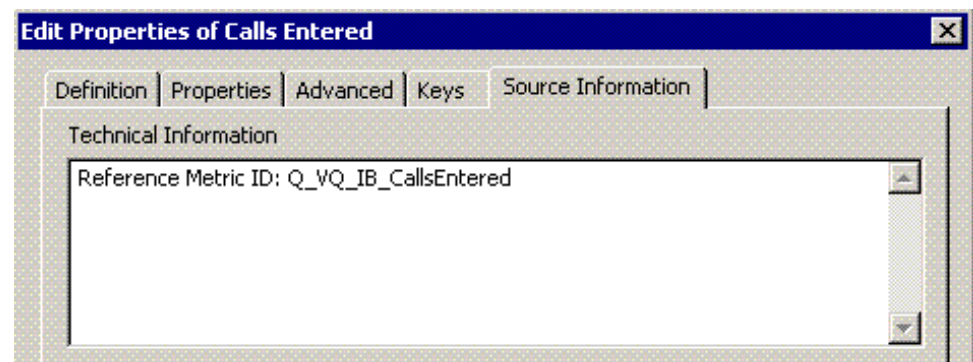 Edit Properties of Calls Entered
Definition Properties Advanced Keys Source Information
Technical Information
Reference Metric ID: Q_VQ_IB_CallsEntered